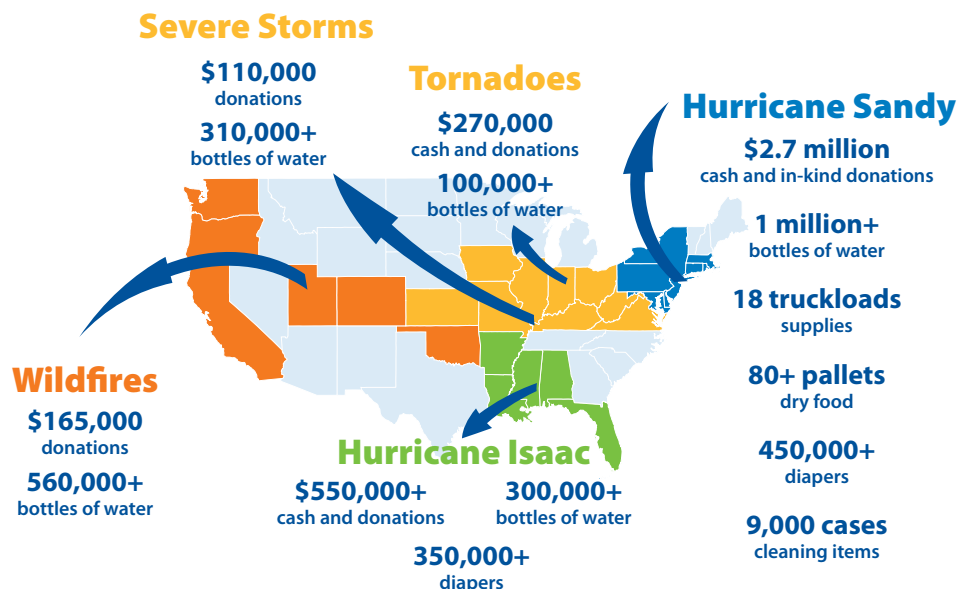 Severe Storms
$110,000
donations
310,000+
bottles of water
Tornadoes
$270,000
cash and donations
100,000+
bottles of water
Hurricane Sandy
$2.7 million
cash and in-kind donations
1 million+
bottles of water
18 truckloads
supplies
80+ pallets
dry food
450,000+
diapers
9,000 cases
cleaning items
Wildfires
$165,000
donations
560,000+
bottles of water
Hurricane Isaac
$550,000+
cash and donations
300,000+
bottles of water
350,000+
diapers